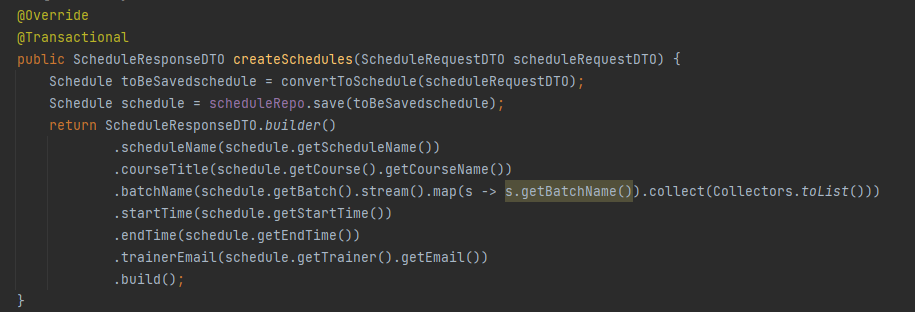 @Override
@Transactional
public ScheduleResponseDTO createSchedules(ScheduleRequestDTO scheduleRequestDTO) {
    Schedule toBeSavedschedule = convertToSchedule(scheduleRequestDTO);
    Schedule schedule = scheduleRepo.save(toBeSavedschedule);
    return ScheduleResponseDTO.builder()
            .scheduleName(schedule.getScheduleName())
            .courseTitle(schedule.getCourse().getCourseName())
            .batchName(schedule.getBatch().stream().map(s -> s.getBatchName()).collect(Collectors.toList()))
            .startTime(schedule.getStartTime())
            .endTime(schedule.getEndTime())
            .trainerEmail(schedule.getTrainer().getEmail())
            .build();
}